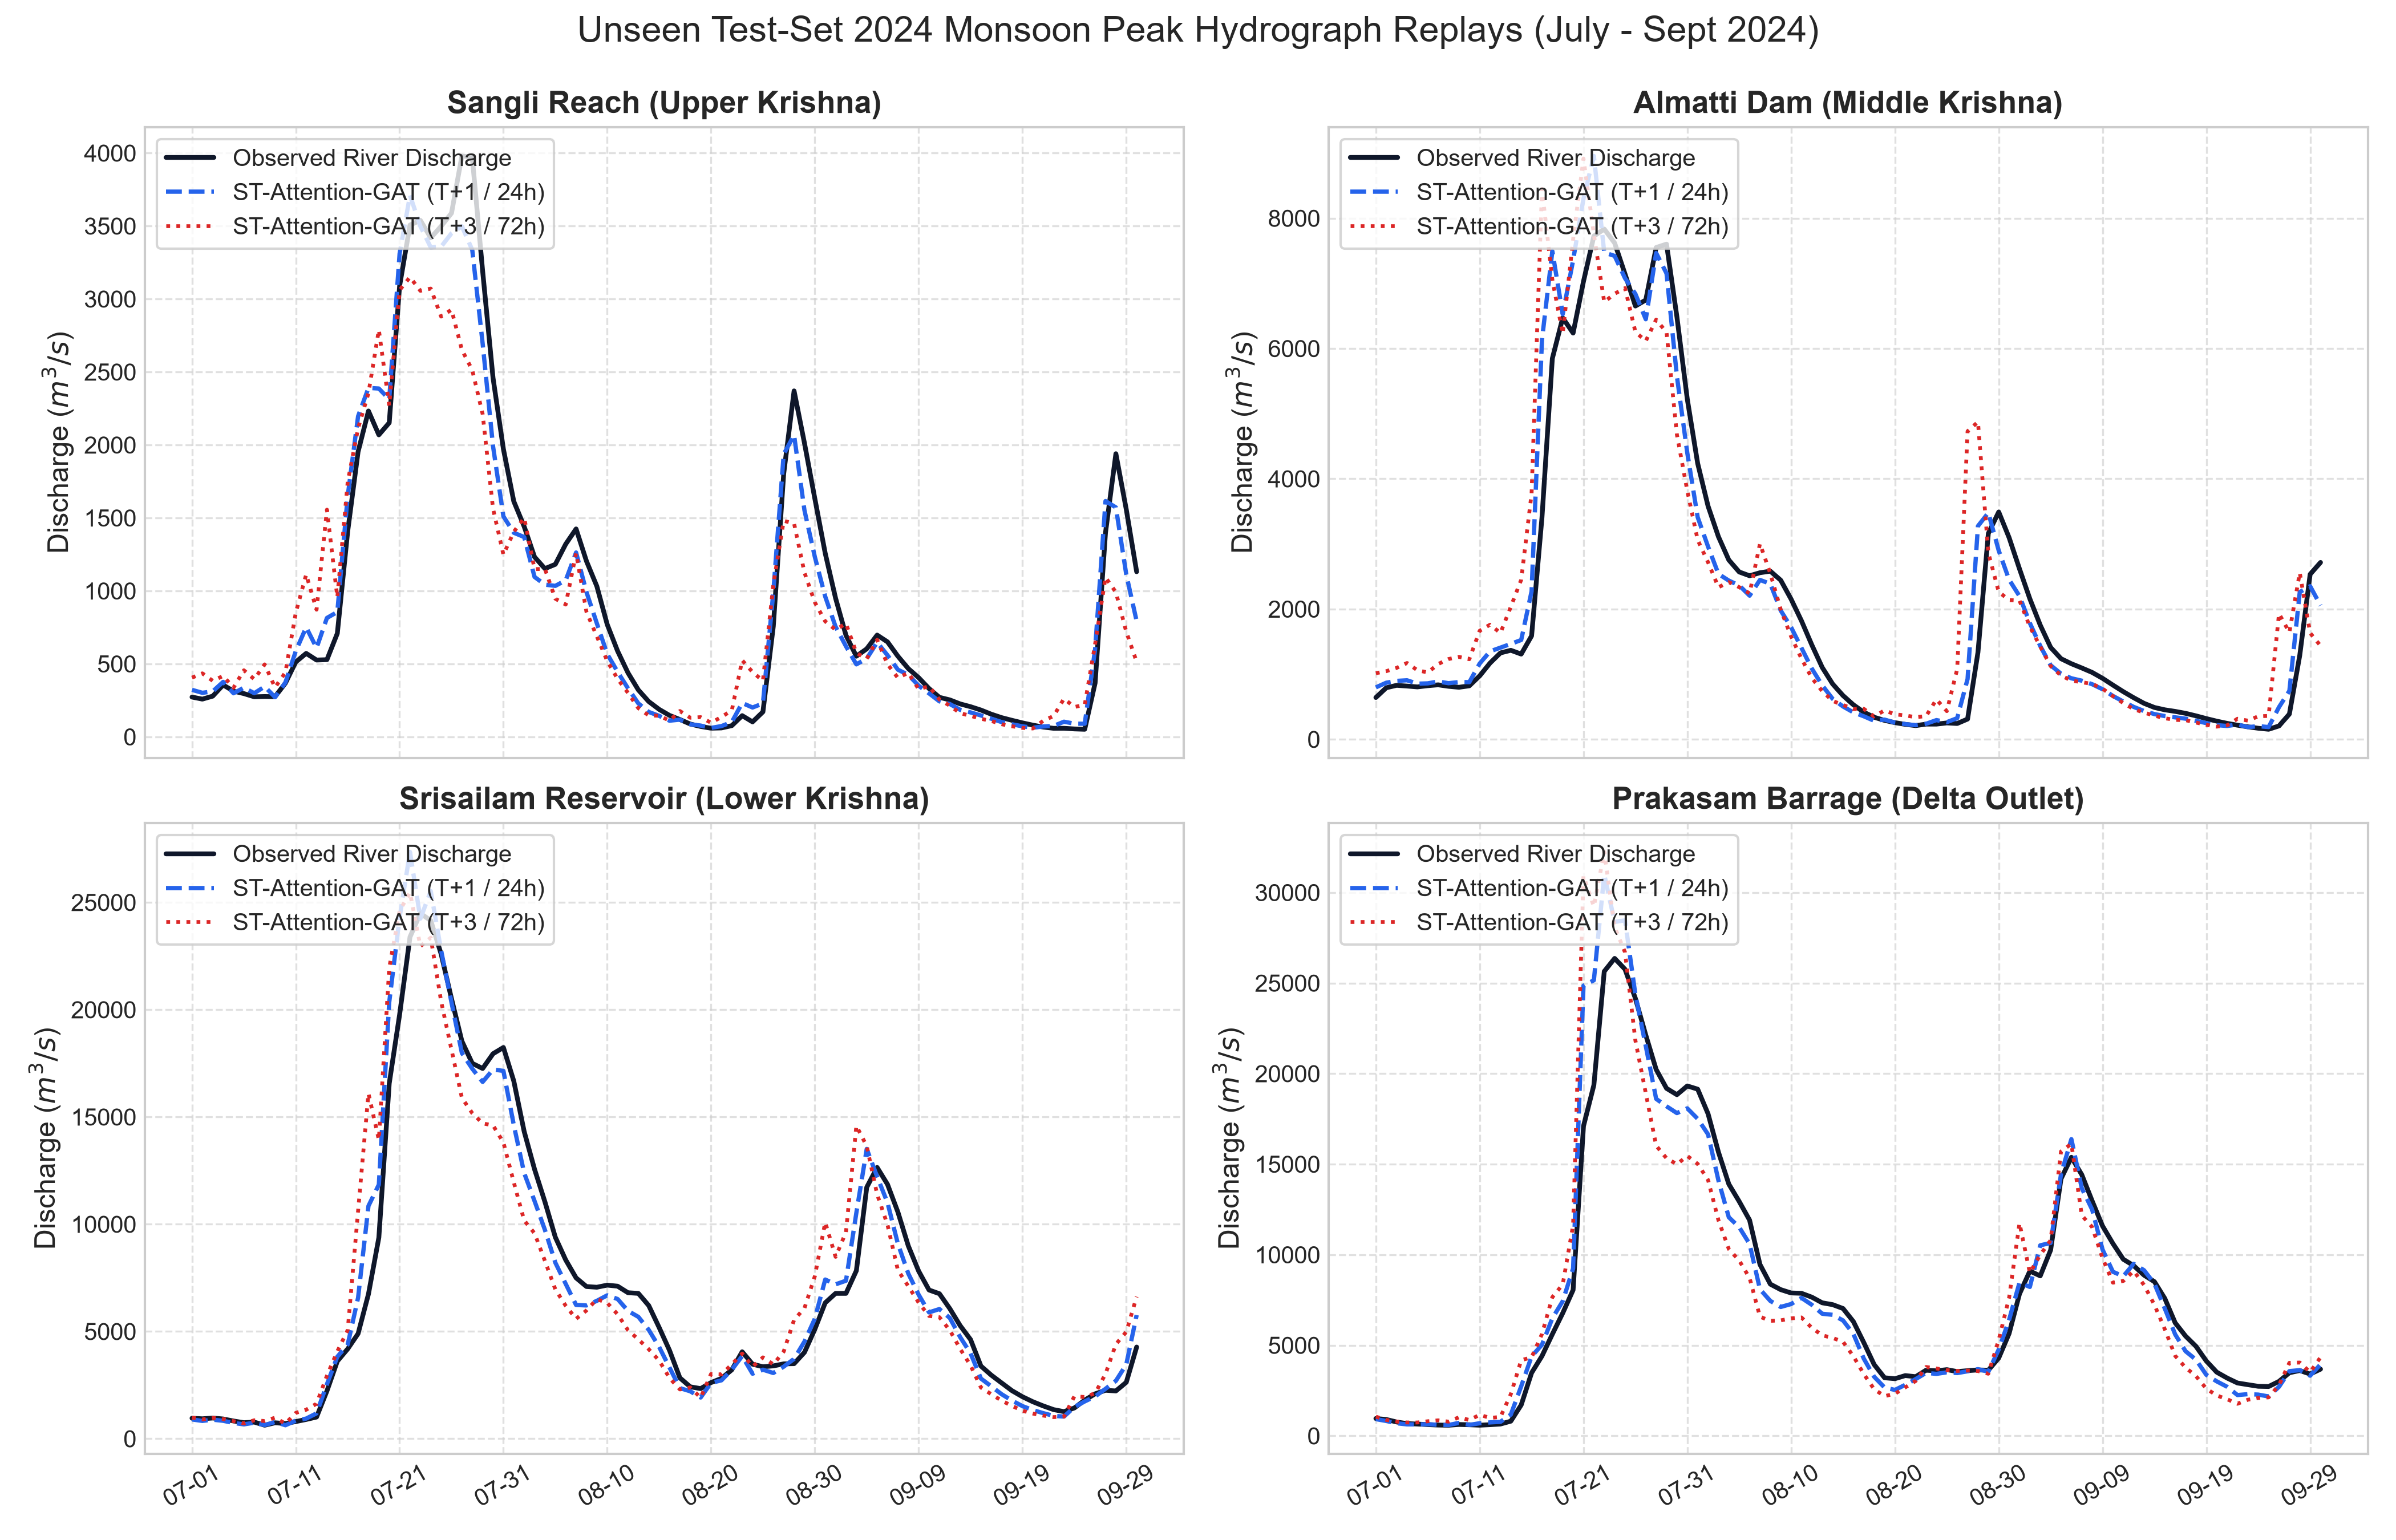 Unseen Test-Set 2024 Monsoon Peak Hydrograph Replays (July - Sept 2024)
Sangli Reach (Upper Krishna)
Observed River Discharge
ST-Attention-GAT (T+1 / 24h)
ST-Attention-GAT (T+3 / 72h)
Discharge (m³/s)
4000
3500
3000
2500
2000
1500
1000
500
0
Almatti Dam (Middle Krishna)
Observed River Discharge
ST-Attention-GAT (T+1 / 24h)
ST-Attention-GAT (T+3 / 72h)
Discharge (m³/s)
8000
6000
4000
2000
0
Srisailam Reservoir (Lower Krishna)
Observed River Discharge
ST-Attention-GAT (T+1 / 24h)
ST-Attention-GAT (T+3 / 72h)
Discharge (m³/s)
25000
20000
15000
10000
5000
0
07-01 07-11 07-21 07-31 08-10 08-20 08-30 09-09 09-19 09-29
Prakasam Barrage (Delta Outlet)
Observed River Discharge
ST-Attention-GAT (T+1 / 24h)
ST-Attention-GAT (T+3 / 72h)
Discharge (m³/s)
30000
25000
20000
15000
10000
5000
0
07-01 07-11 07-21 07-31 08-10 08-20 08-30 09-09 09-19 09-29